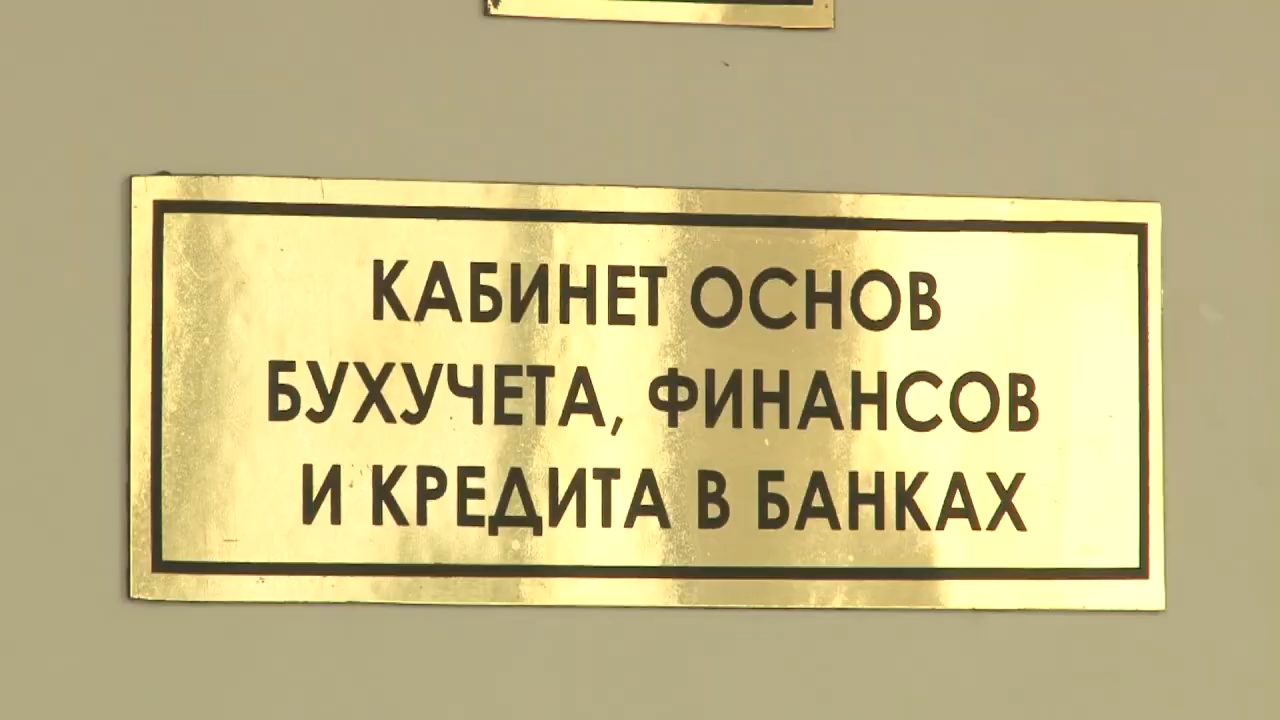 КАБИНЕТ ОСНОВ
БУХУЧЕТА, ФИНАНСОВ
И КРЕДИТА В БАНКАХ